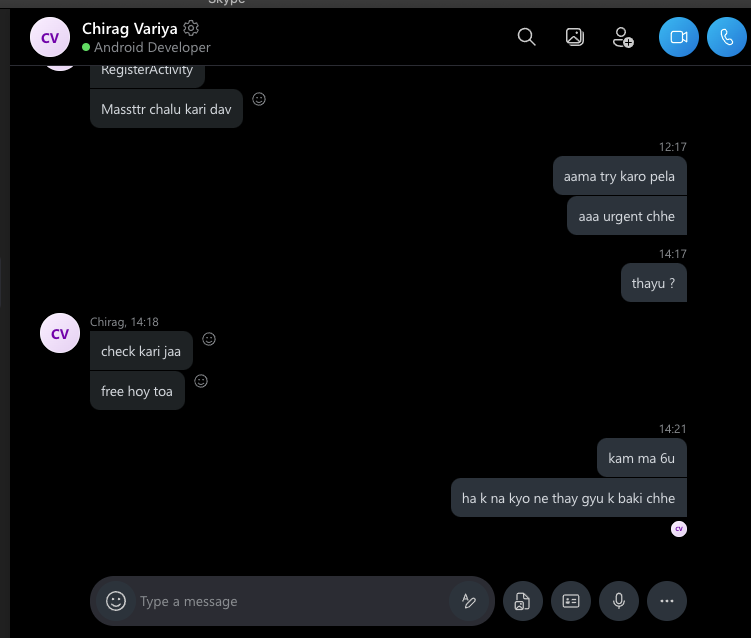 Skype
CV
Chirag Variya
Android Developer
RegisterActivity
Massttr chalu kari dav
12:17
aama try karo pela
aaa urgent chhe
14:17
thayu ?
CV
Chirag, 14:18
check kari jaa
free hoy toa
14:21
kam ma 6u
ha k na kyo ne thay gyu k baki chhe
CV
Type a message